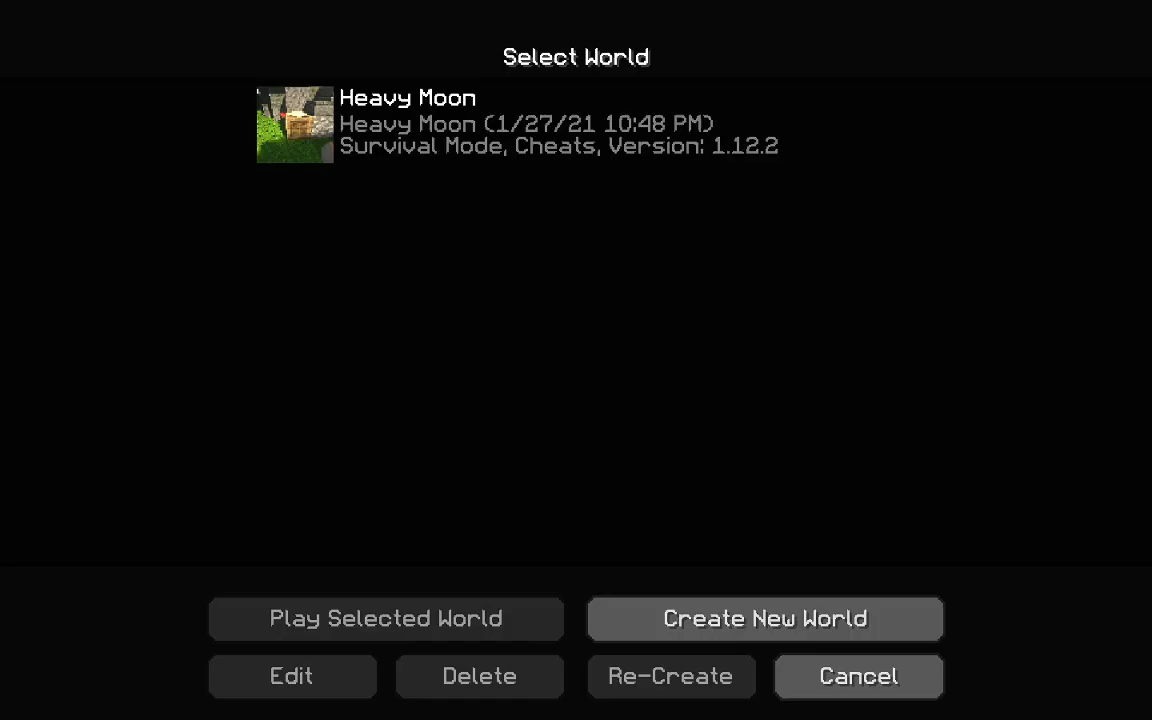 Select World
Heavy Moon
Heavy Moon (1/27/21 10:48 PM)
Survival Mode, Cheats, Version: 1.12.2
Play Selected World
Create New World
Edit
Delete
Re-Create
Cancel